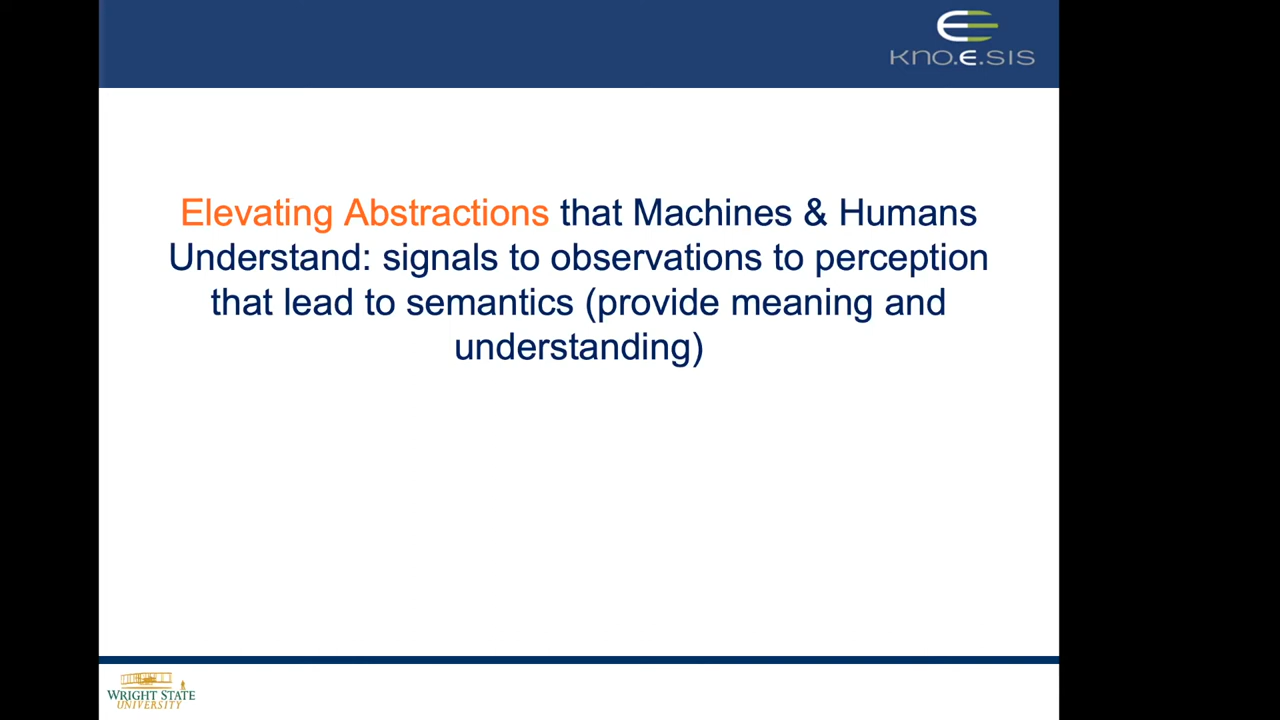 KNO.E.SIS
Elevating Abstractions that Machines & Humans
Understand: signals to observations to perception
that lead to semantics (provide meaning and
understanding)
WRIGHT STATE
UNIVERSITY